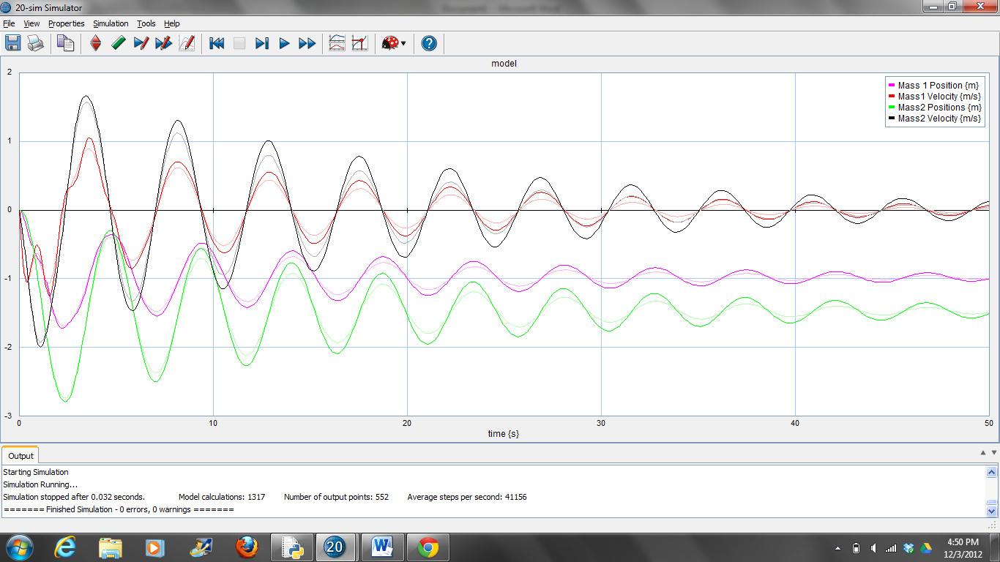 20-sim Simulator
File View Properties Simulation Tools Help
model
2
1
0
-1
-2
-3
Mass 1 Position {m}
Mass1 Velocity {m/s}
Mass2 Positions {m}
Mass2 Velocity {m/s}
0 10 20 30 40 50
time {s}
Output
Starting Simulation
Simulation Running...
Simulation stopped after 0.032 seconds. Model calculations: 1317 Number of output points: 552 Average steps per second: 41156
======= Finished Simulation - 0 errors, 0 warnings =======
20
W
4:50 PM
12/3/2012